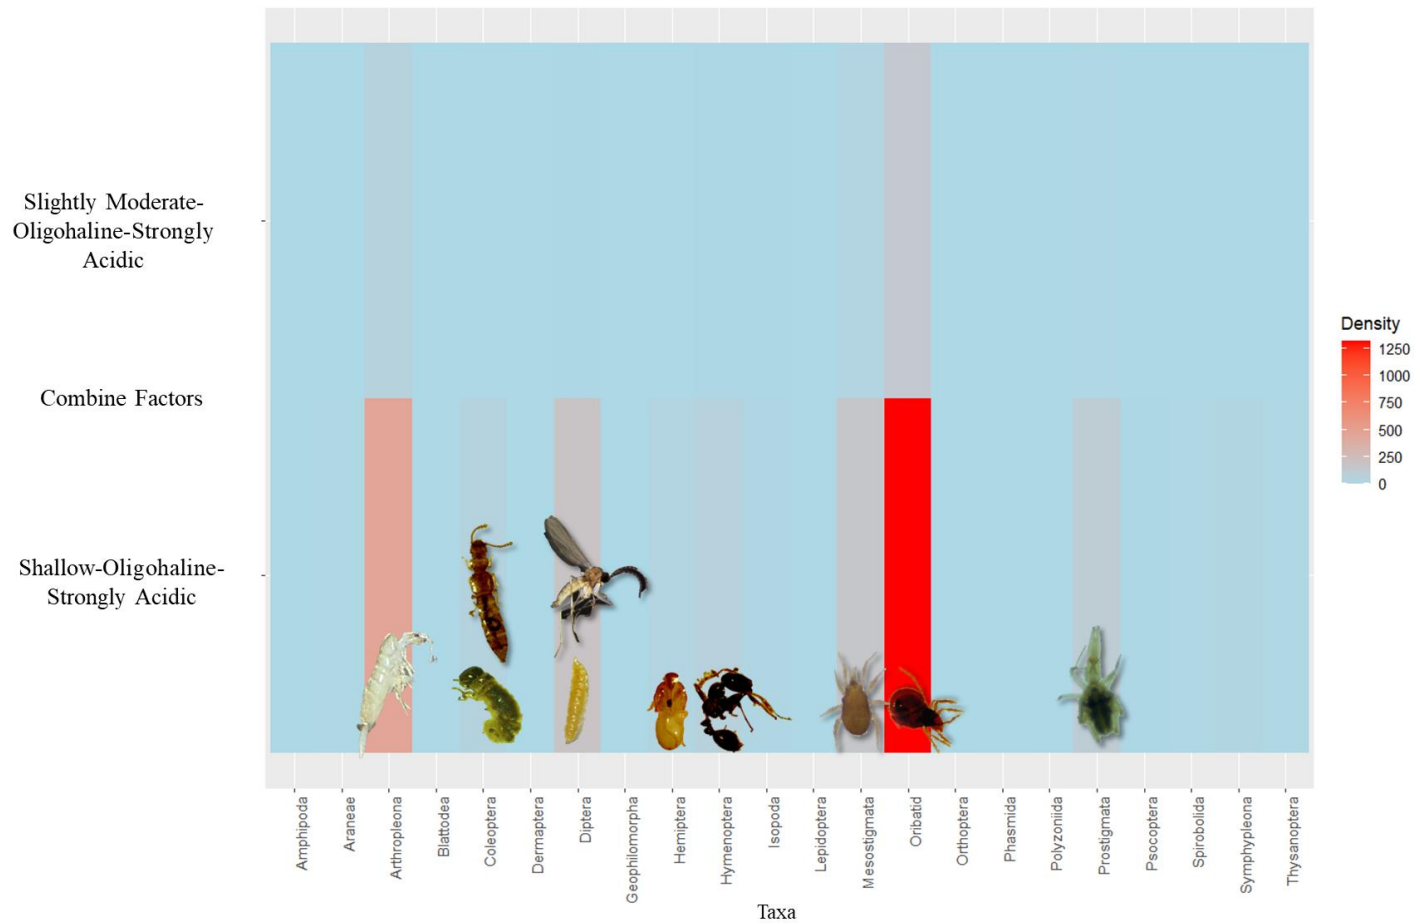 Slightly Moderate-
Oligohaline-Strongly
Acidic
Combine Factors
Shallow-Oligohaline-
Strongly Acidic
Density
1250
1000
750
500
250
0
Amphipoda
Araneae
Arthropleona
Blattodea
Coleoptera
Dermaptera
Diptera
Geophilomorpha
Hemiptera
Hymenoptera
Isopoda
Lepidoptera
Mesostigmata
Oribatid
Orthoptera
Phasmida
Polyzoniida
Prostigmata
Psocoptera
Spirobolida
Symphypleona
Thysanoptera
Taxa